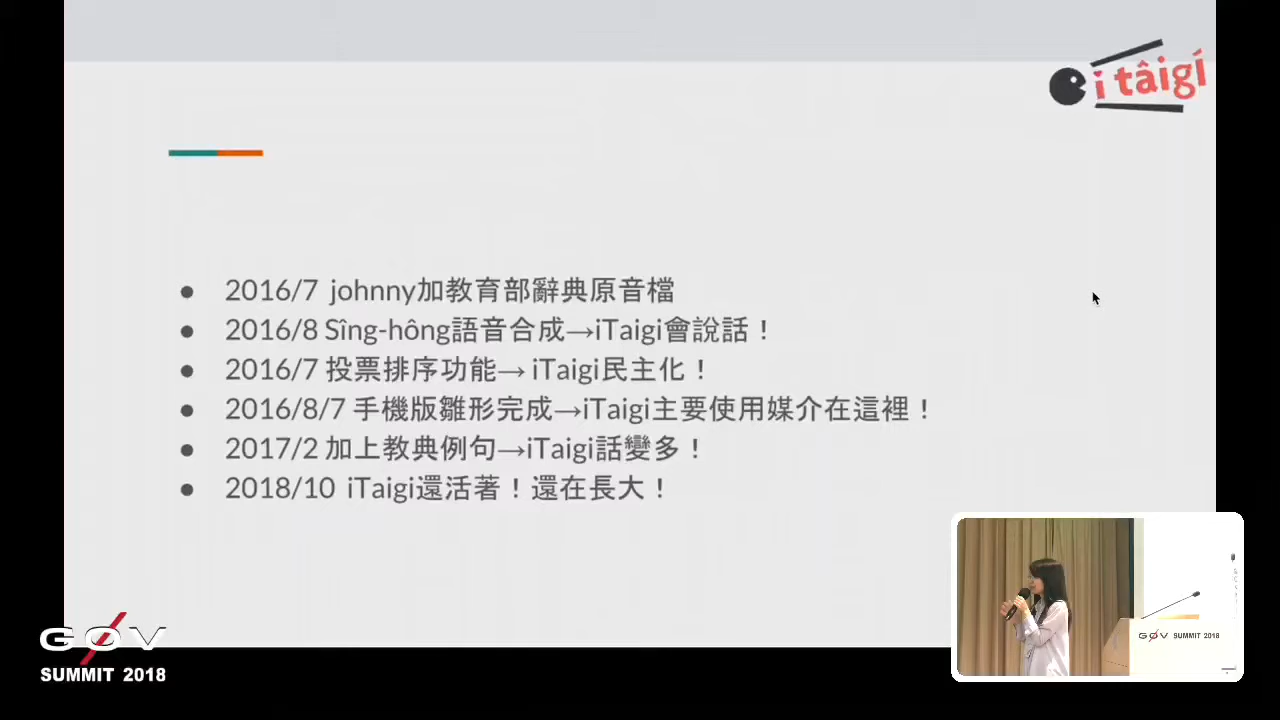 i tâigí
● 2016/7 johnny加教育部辭典原音檔
● 2016/8 Sîng-hông語音合成→iTaigi會說話！
● 2016/7 投票排序功能→ iTaigi民主化！
● 2016/8/7 手機版雛形完成→iTaigi主要使用媒介在這裡！
● 2017/2 加上教典例句→iTaigi話變多！
● 2018/10 iTaigi還活著！還在長大！
GØV
SUMMIT 2018
GØV SUMMIT 2018